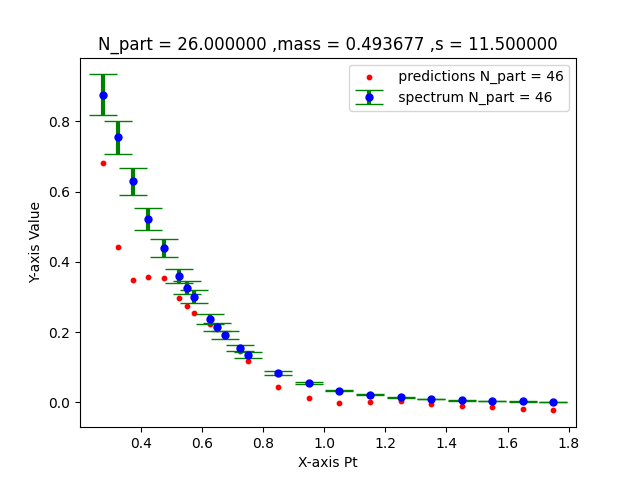 N_part = 26.000000 ,mass = 0.493677 ,s = 11.500000
predictions N_part = 46
spectrum N_part = 46
Y-axis Value
0.8
0.6
0.4
0.2
0.0
0.4 0.6 0.8 1.0 1.2 1.4 1.6 1.8
X-axis Pt